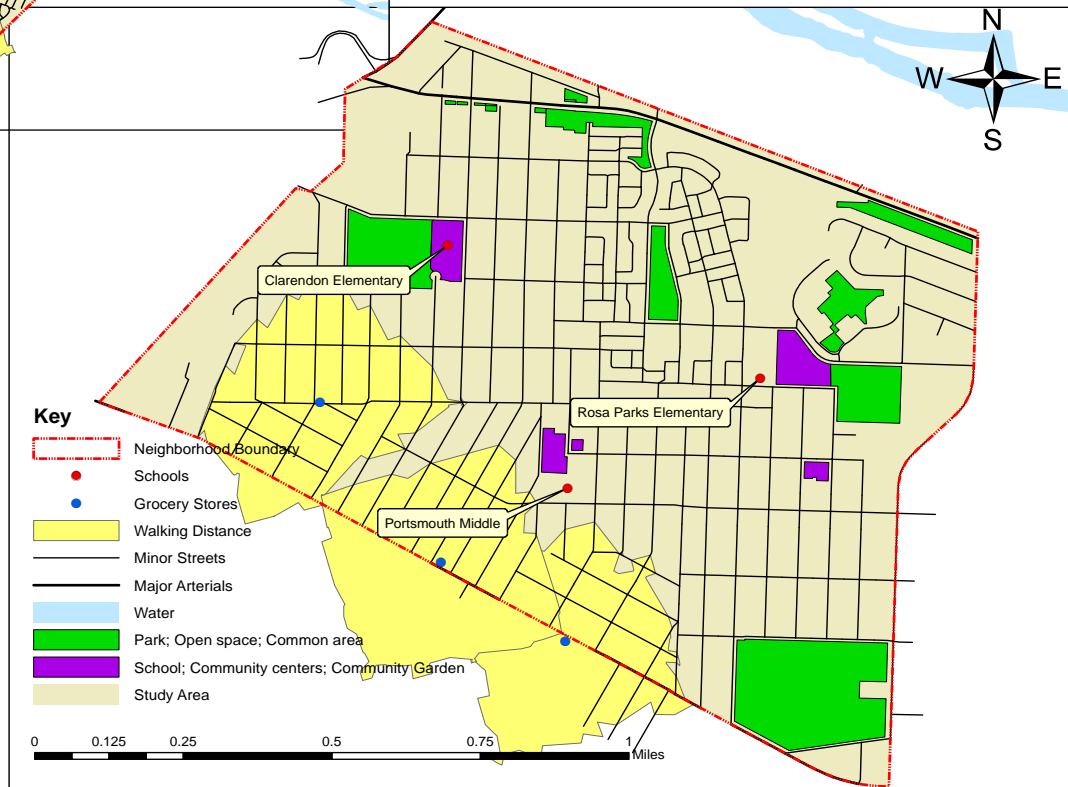 N
W
E
S
Clarendon Elementary
Rosa Parks Elementary
Portsmouth Middle
Key
Neighborhood Boundary
Schools
Grocery Stores
Walking Distance
Minor Streets
Major Arterials
Water
Park; Open space; Common area
School; Community centers; Community Garden
Study Area
0 0.125 0.25 0.5 0.75 1
Miles